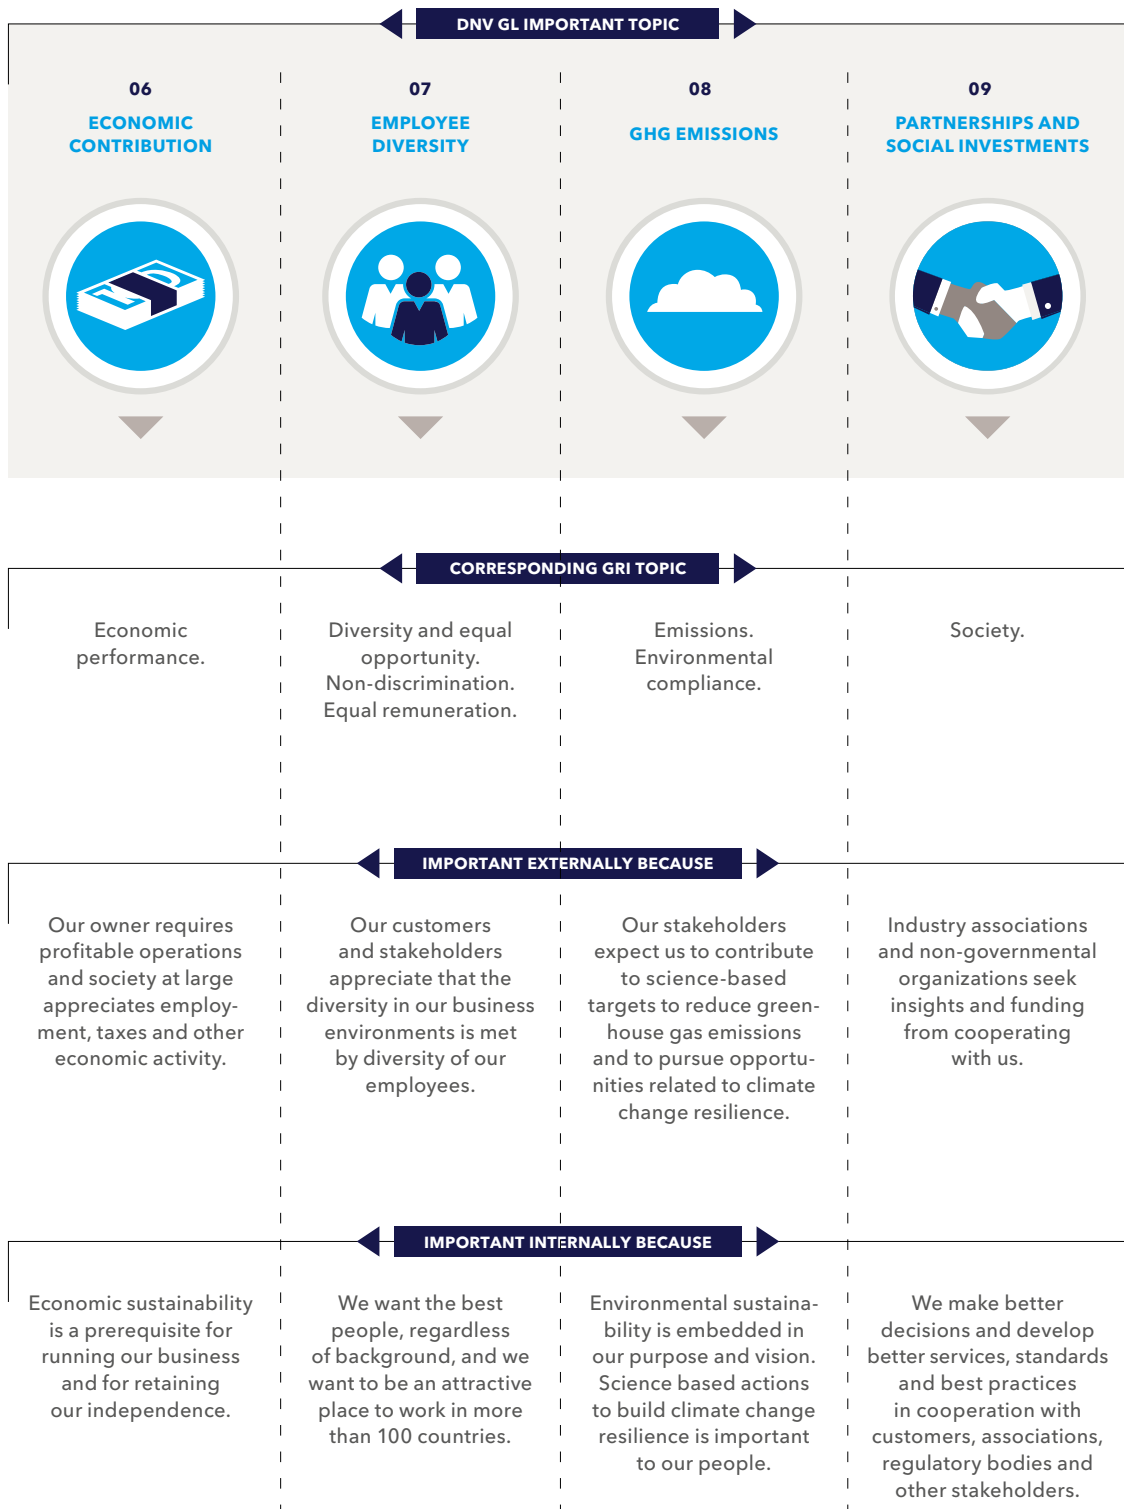 DNV GL IMPORTANT TOPIC
06
ECONOMIC
CONTRIBUTION
07
EMPLOYEE
DIVERSITY
08
GHG EMISSIONS
09
PARTNERSHIPS AND
SOCIAL INVESTMENTS
CORRESPONDING GRI TOPIC
Economic
performance.
Diversity and equal
opportunity.
Non-discrimination.
Equal remuneration.
Emissions.
Environmental
compliance.
Society.
IMPORTANT EXTERNALLY BECAUSE
Our owner requires
profitable operations
and society at large
appreciates employ-
ment, taxes and other
economic activity.
Our customers
and stakeholders
appreciate that the
diversity in our business
environments is met
by diversity of our
employees.
Our stakeholders
expect us to contribute
to science-based
targets to reduce green-
house gas emissions
and to pursue opportu-
nities related to climate
change resilience.
Industry associations
and non-governmental
organizations seek
insights and funding
from cooperating
with us.
IMPORTANT INTERNALLY BECAUSE
Economic sustainability
is a prerequisite for
running our business
and for retaining
our independence.
We want the best
people, regardless
of background, and we
want to be an attractive
place to work in more
than 100 countries.
Environmental sustaina-
bility is embedded in
our purpose and vision.
Science based actions
to build climate change
resilience is important
to our people.
We make better
decisions and develop
better services, standards
and best practices
in cooperation with
customers, associations,
regulatory bodies and
other stakeholders.